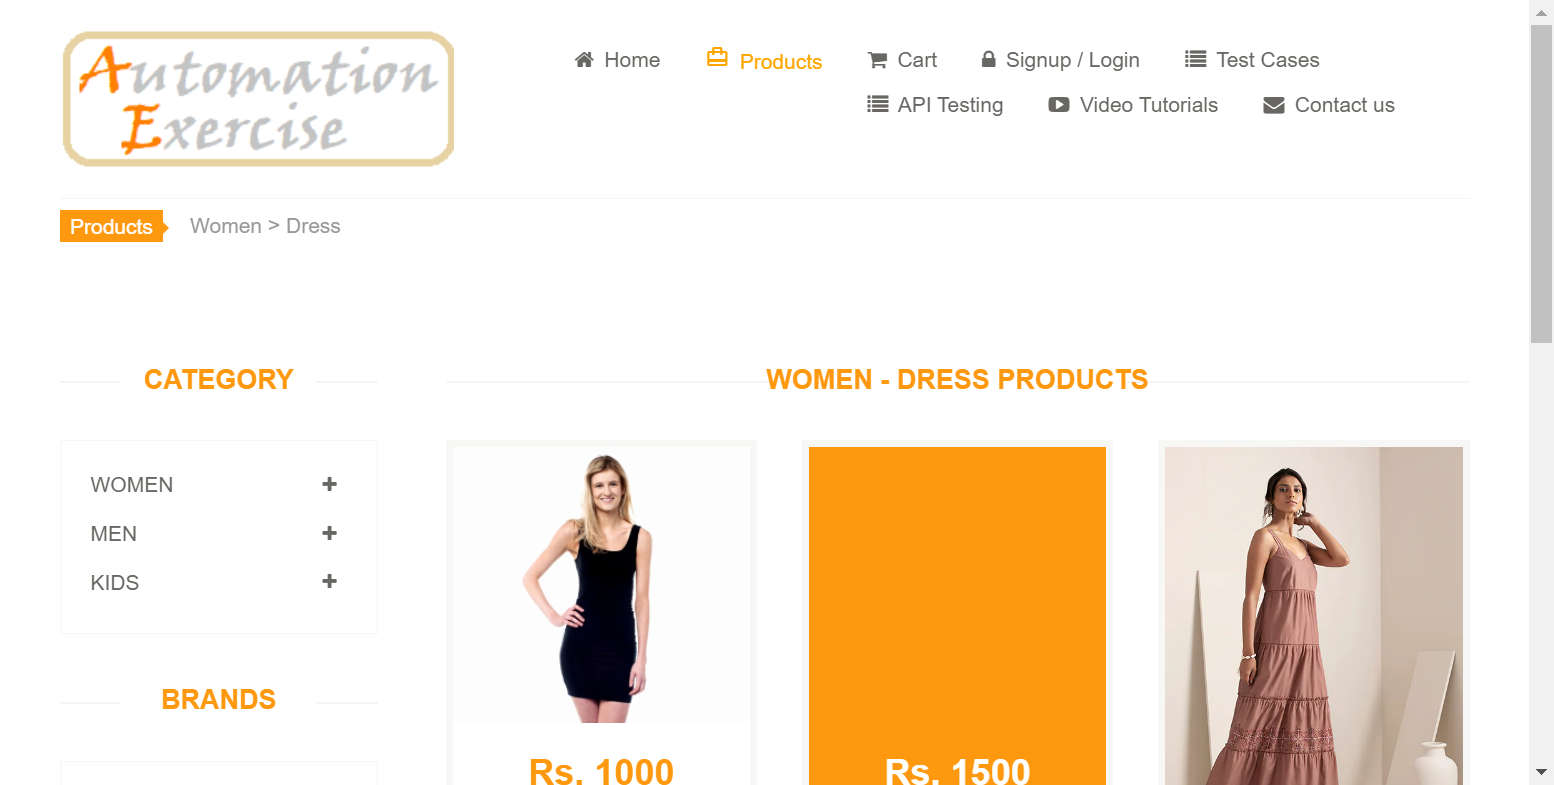 Automation
Exercise
Home
Products
Cart
Signup / Login
Test Cases
API Testing
Video Tutorials
Contact us
Products
Women > Dress
CATEGORY
WOMEN - DRESS PRODUCTS
WOMEN
MEN
KIDS
BRANDS
Rs. 1000
Rs. 1500